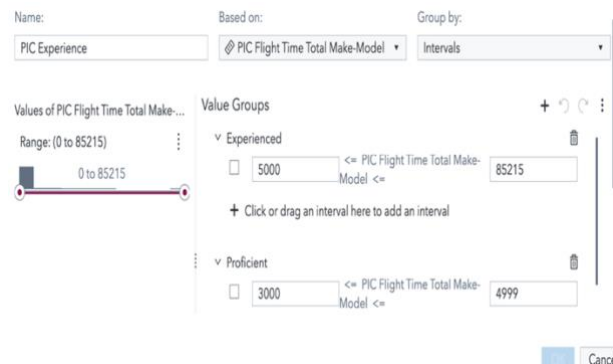 Name:
Based on:
Group by:
PIC Experience
PIC Flight Time Total Make-Model
Intervals
Values of PIC Flight Time Total Make-...
Range: (0 to 85215)
0 to 85215
Value Groups
Experienced
5000
<= PIC Flight Time Total Make-
Model <=
85215
+ Click or drag an interval here to add an interval
Proficient
3000
<= PIC Flight Time Total Make-
Model <=
4999
OK
Canc